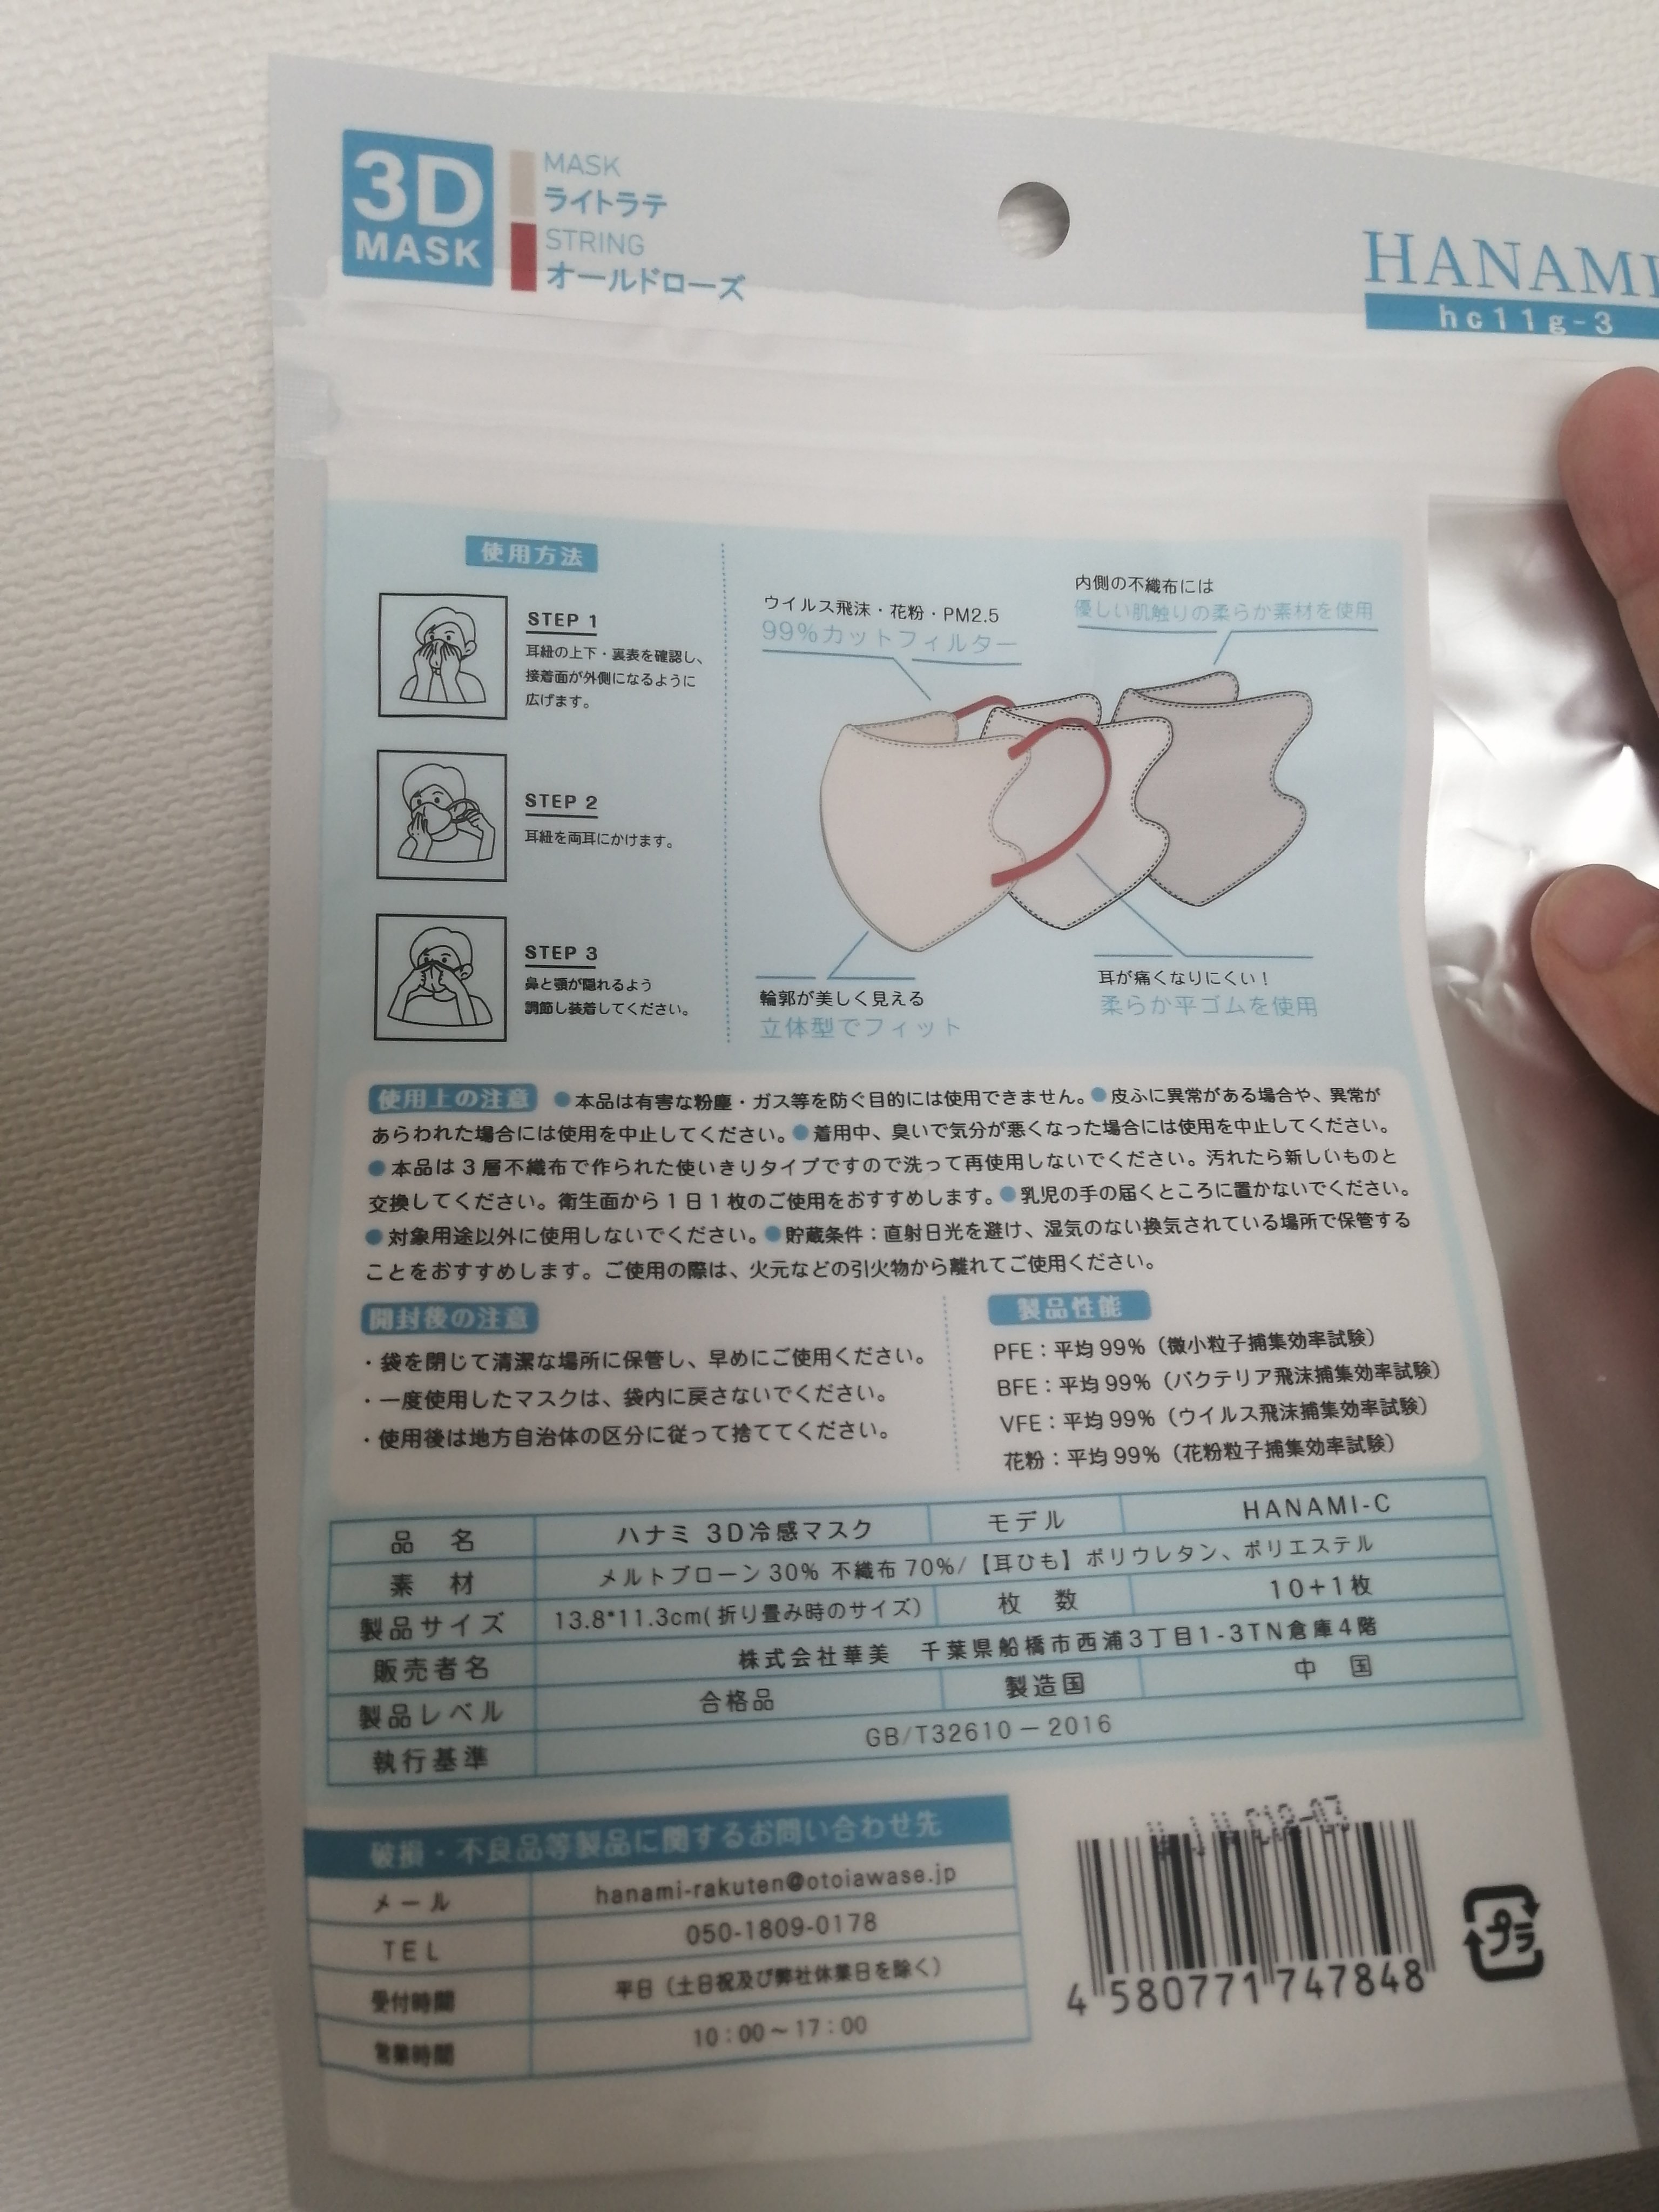 3D
MASK
MASK
ライトラテ
STRING
オールドローズ
HANAMI
hc11g-3
使用方法
STEP 1
耳紐の上下・裏表を確認し、
接着面が外側になるように
広げます。
STEP 2
耳紐を両耳にかけます。
STEP 3
鼻と顎が隠れるよう
調節し装着してください。
ウイルス飛沫・花粉・PM2.5
99%カットフィルター
内側の不織布には
優しい肌触りの柔らか素材を使用
輪郭が美しく見える
立体型でフィット
耳が痛くなりにくい！
柔らか平ゴムを使用
使用上の注意 ●本品は有害な粉塵・ガス等を防ぐ目的には使用できません。●皮ふに異常がある場合や、異常が
あらわれた場合には使用を中止してください。●着用中、臭いで気分が悪くなった場合には使用を中止してください。
●本品は3層不織布で作られた使いきりタイプですので洗って再使用しないでください。汚れたら新しいものと
交換してください。衛生面から1日1枚のご使用をおすすめします。●乳児の手の届くところに置かないでください。
●対象用途以外に使用しないでください。●貯蔵条件：直射日光を避け、湿気のない換気されている場所で保管する
ことをおすすめします。ご使用の際は、火元などの引火物から離れてご使用ください。
開封後の注意
・袋を閉じて清潔な場所に保管し、早めにご使用ください。
・一度使用したマスクは、袋内に戻さないでください。
・使用後は地方自治体の区分に従って捨ててください。
製品性能
PFE：平均99%（微小粒子捕集効率試験）
BFE：平均99%（バクテリア飛沫捕集効率試験）
VFE：平均99%（ウイルス飛沫捕集効率試験）
花粉：平均99%（花粉粒子捕集効率試験）
品 名 ハナミ 3D冷感マスク モデル HANAMI-C
素 材 メルトブローン30% 不織布70%/【耳ひも】ポリウレタン、ポリエステル
製品サイズ 13.8*11.3cm(折り畳み時のサイズ) 枚 数 10+1枚
販売者名 株式会社華美 千葉県船橋市西浦3丁目1-3TN倉庫4階
製品レベル 合格品 製造国 中 国
執行基準 GB/T32610－2016
破損・不良品等製品に関するお問い合わせ先
メール hanami-rakuten@otoiawase.jp
TEL 050-1809-0178
受付時間 平日（土日祝及び弊社休業日を除く）
営業時間 10：00～17：00
4 580771 747848
プラ